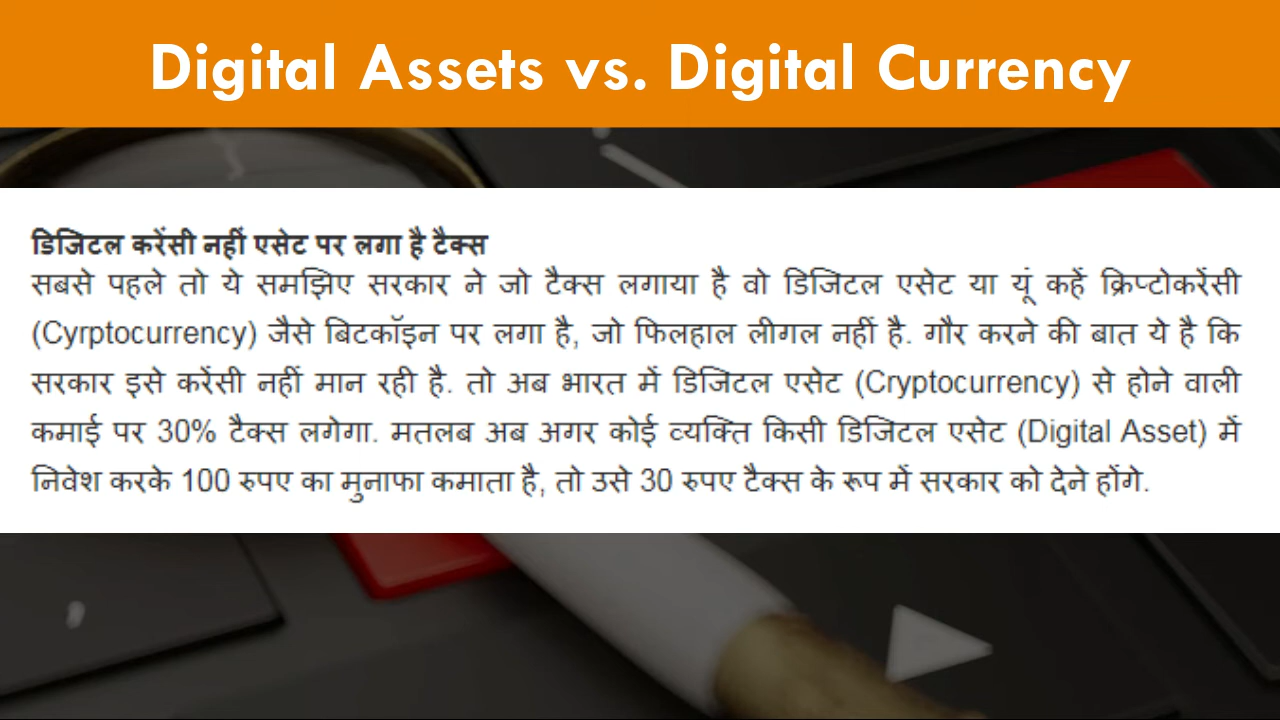 Digital Assets vs. Digital Currency
डिजिटल करेंसी नहीं एसेट पर लगा है टैक्स
सबसे पहले तो ये समझिए सरकार ने जो टैक्स लगाया है वो डिजिटल एसेट या यूं कहें क्रिप्टोकरेंसी
(Cyrptocurrency) जैसे बिटकॉइन पर लगा है, जो फिलहाल लीगल नहीं है. गौर करने की बात ये है कि
सरकार इसे करेंसी नहीं मान रही है. तो अब भारत में डिजिटल एसेट (Cryptocurrency) से होने वाली
कमाई पर 30% टैक्स लगेगा. मतलब अब अगर कोई व्यक्ति किसी डिजिटल एसेट (Digital Asset) में
निवेश करके 100 रुपए का मुनाफा कमाता है, तो उसे 30 रुपए टैक्स के रूप में सरकार को देने होंगे.